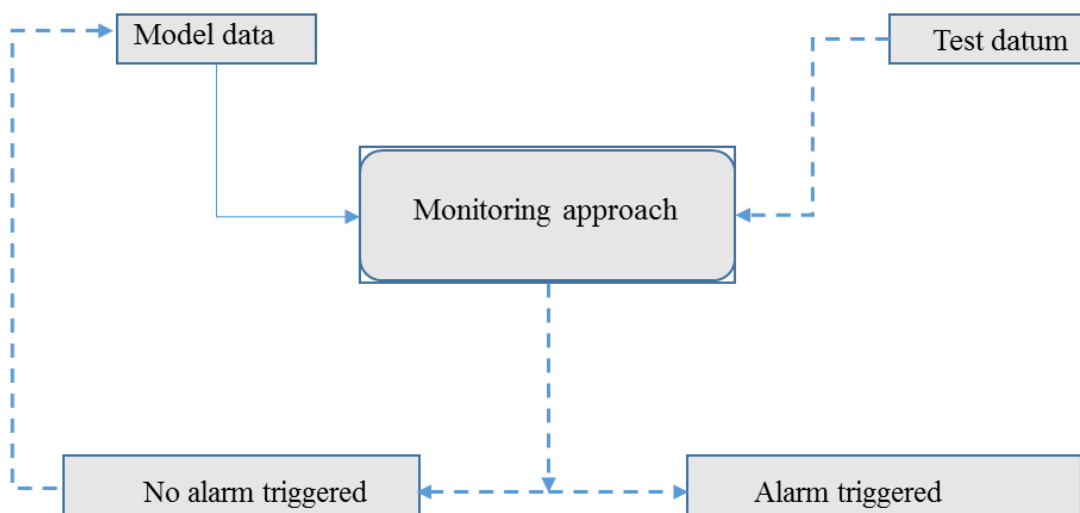 Model data
Test datum
Monitoring approach
No alarm triggered
Alarm triggered